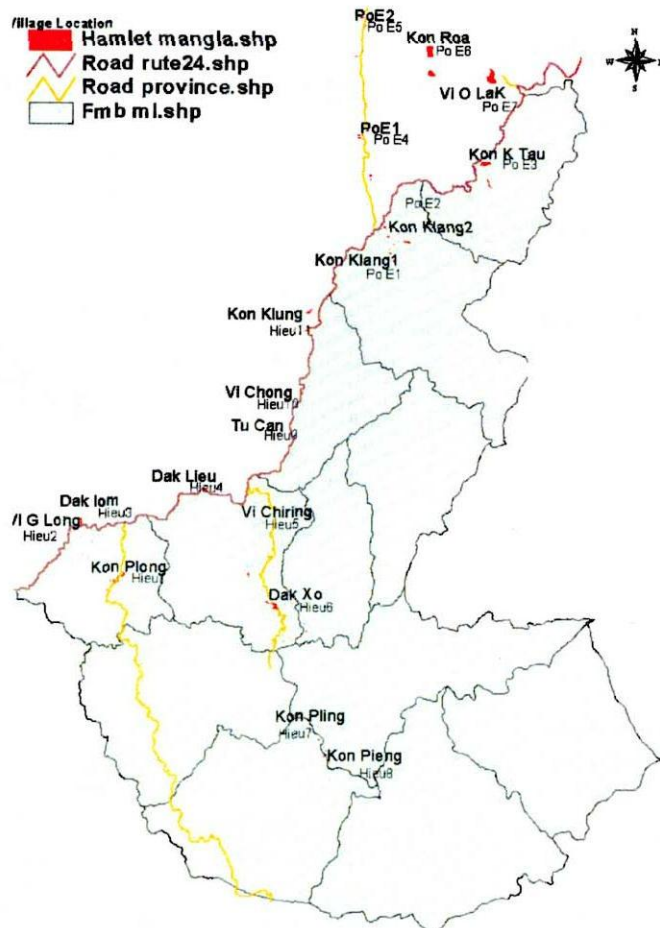 /illage Location
Hamlet mangla.shp
Road rute24.shp
Road province.shp
Fmb ml.shp
N
W E
S
PoE2
Po E5
Kon Roa
Po E6
Vi O LaK
Po E7
PoE1
Po E4
Kon K Tau
Po E3
Po E2
Kon Klang2
Kon Klang1
Po E1
Kon Klung
Hieu11
Vi Chong
Hieu10
Tu Can
Hieu9
Dak Lieu
Hieu4
Dak lom
Hieu3
/I G Long
Hieu2
Vi Chiring
Hieu5
Kon Plong
Hieu1
Dak Xo
Hieu6
Kon Pling
Hieu7
Kon Pieng
Hieu8